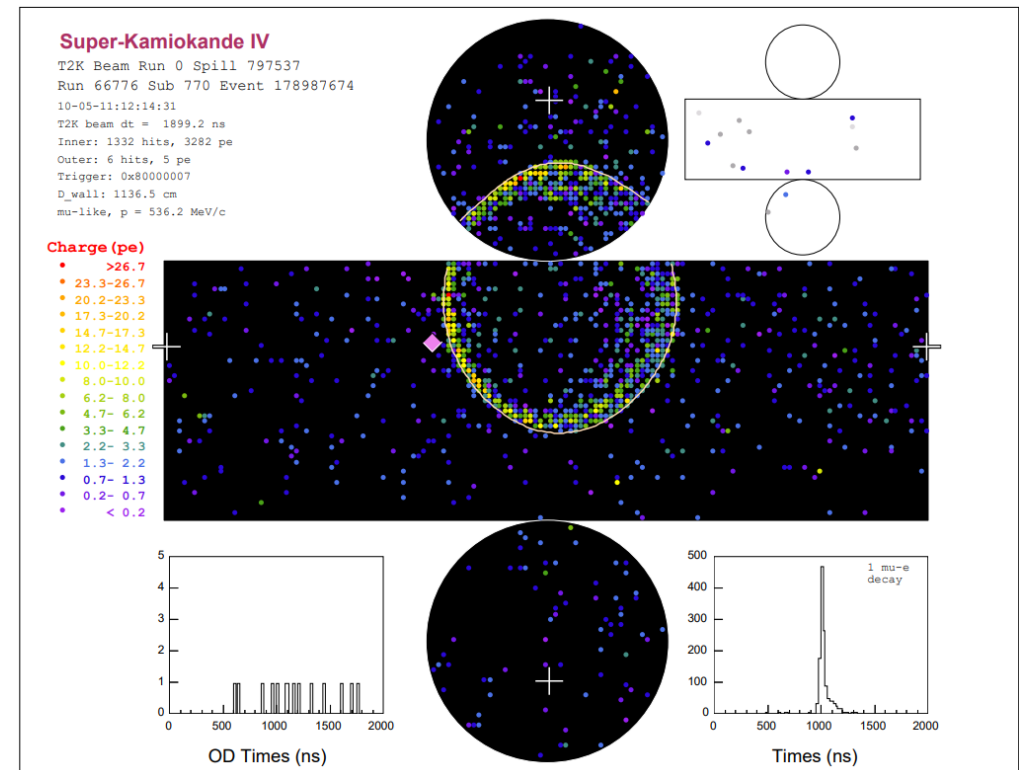 Super-Kamiokande IV
T2K Beam Run 0 Spill 797537
Run 66776 Sub 770 Event 178987674
10-05-11:12:14:31
T2K beam dt = 1899.2 ns
Inner: 1332 hits, 3282 pe
Outer: 6 hits, 5 pe
Trigger: 0x80000007
D_wall: 1136.5 cm
mu-like, p = 536.2 MeV/c
Charge(pe)
>26.7
23.3-26.7
20.2-23.3
17.3-20.2
14.7-17.3
12.2-14.7
10.0-12.2
8.0-10.0
6.2- 8.0
4.7- 6.2
3.3- 4.7
2.2- 3.3
1.3- 2.2
0.7- 1.3
0.2- 0.7
< 0.2
5
4
3
2
1
0
0 500 1000 1500 2000
OD Times (ns)
1 mu-e
decay
500
400
300
200
100
0
0 500 1000 1500 2000
Times (ns)